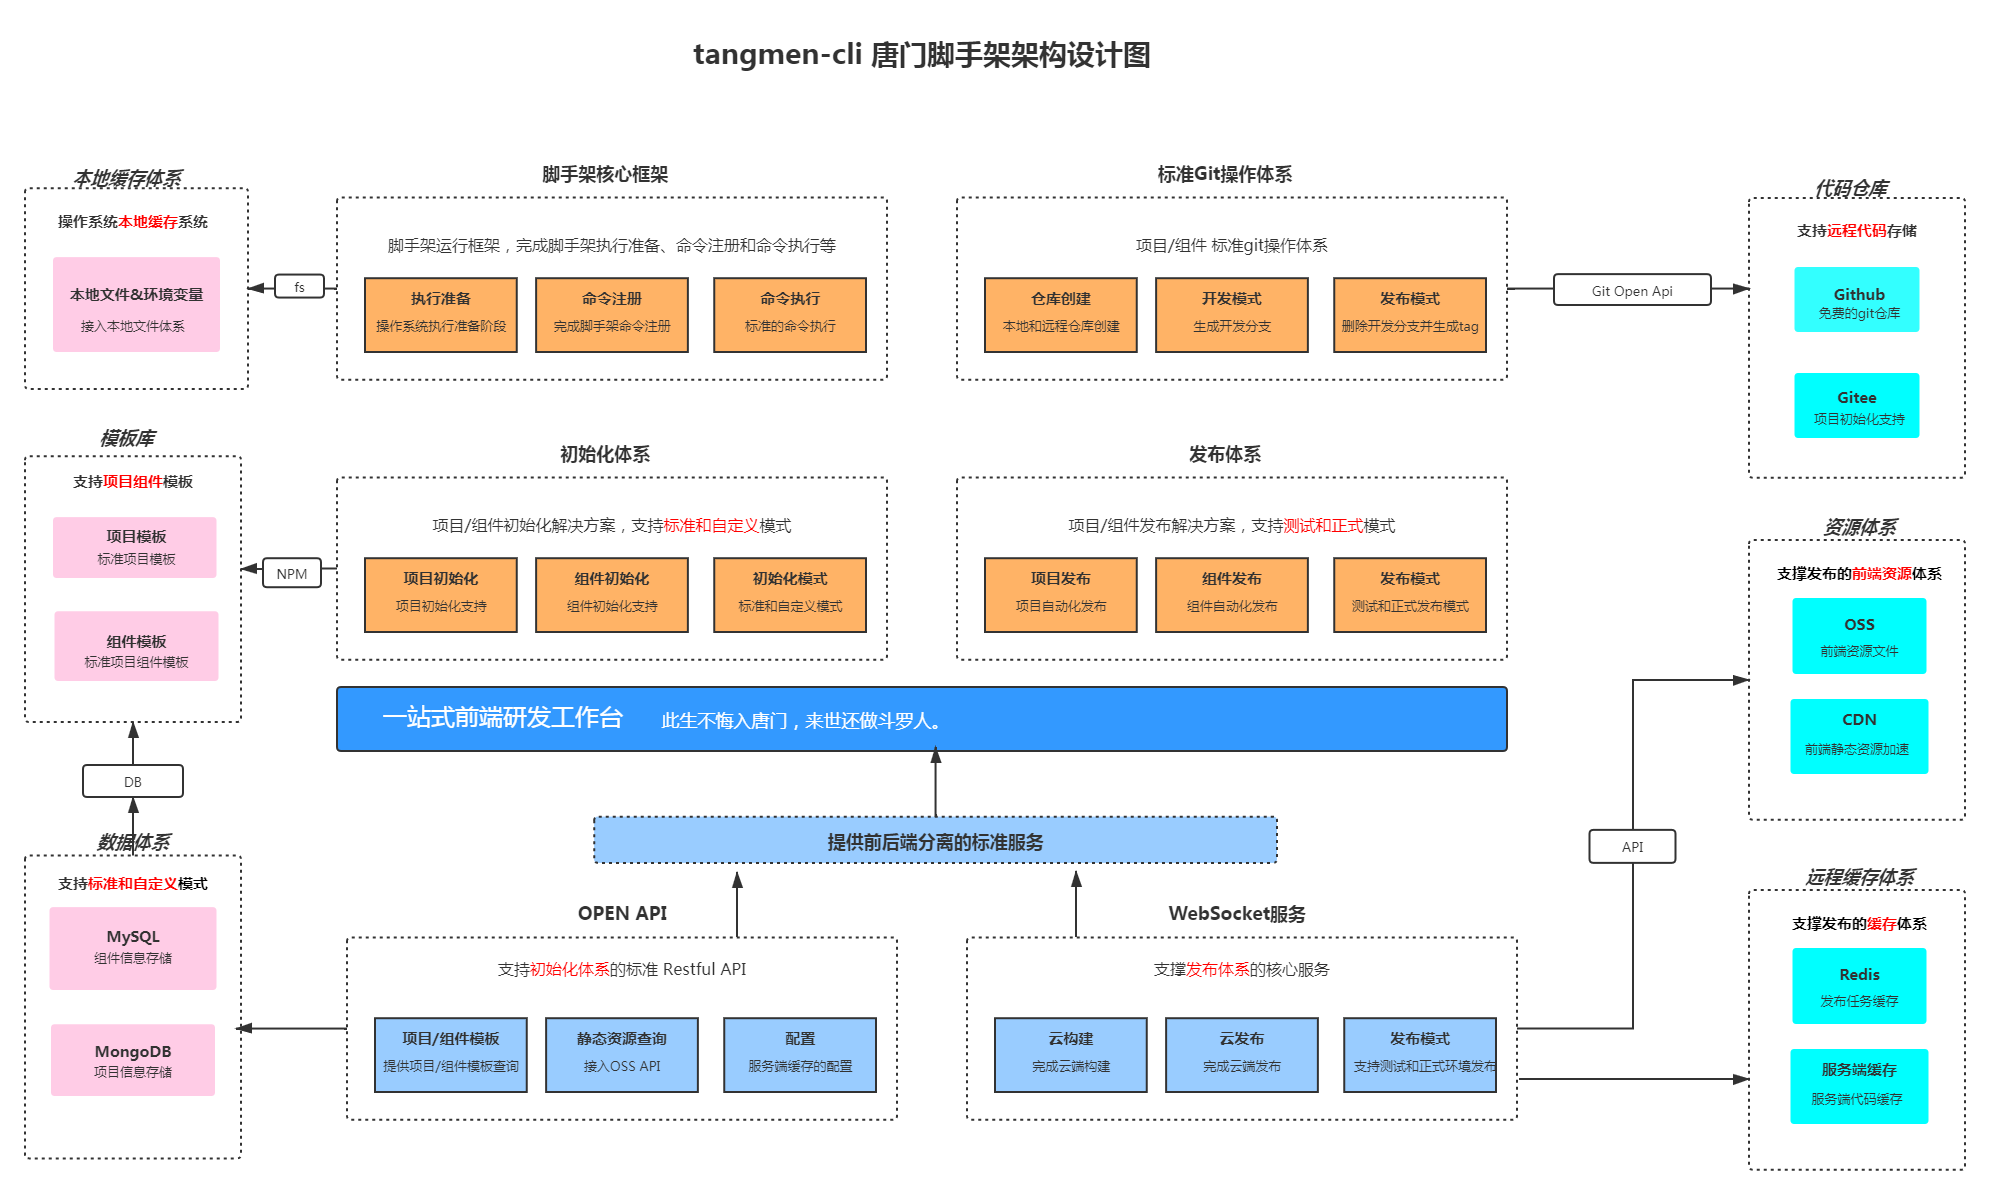 tangmen-cli 唐门脚手架架构设计图
本地缓存体系
操作系统本地缓存系统
本地文件&环境变量
接入本地文件体系
fs
脚手架核心框架
脚手架运行框架，完成脚手架执行准备、命令注册和命令执行等
执行准备
操作系统执行准备阶段
命令注册
完成脚手架命令注册
命令执行
标准的命令执行
标准Git操作体系
项目/组件 标准git操作体系
仓库创建
本地和远程仓库创建
开发模式
生成开发分支
发布模式
删除开发分支并生成tag
Git Open Api
代码仓库
支持远程代码存储
Github
免费的git仓库
Gitee
项目初始化支持
模板库
支持项目组件模板
项目模板
标准项目模板
组件模板
标准项目组件模板
NPM
初始化体系
项目/组件初始化解决方案，支持标准和自定义模式
项目初始化
项目初始化支持
组件初始化
组件初始化支持
初始化模式
标准和自定义模式
发布体系
项目/组件发布解决方案，支持测试和正式模式
项目发布
项目自动化发布
组件发布
组件自动化发布
发布模式
测试和正式发布模式
资源体系
支撑发布的前端资源体系
OSS
前端资源文件
CDN
前端静态资源加速
一站式前端研发工作台
此生不悔入唐门，来世还做斗罗人。
DB
提供前后端分离的标准服务
API
数据体系
支持标准和自定义模式
MySQL
组件信息存储
MongoDB
项目信息存储
OPEN API
支持初始化体系的标准 Restful API
项目/组件模板
提供项目/组件模板查询
静态资源查询
接入OSS API
配置
服务端缓存的配置
WebSocket服务
支撑发布体系的核心服务
云构建
完成云端构建
云发布
完成云端发布
发布模式
支持测试和正式环境发布
远程缓存体系
支撑发布的缓存体系
Redis
发布任务缓存
服务端缓存
服务端代码缓存